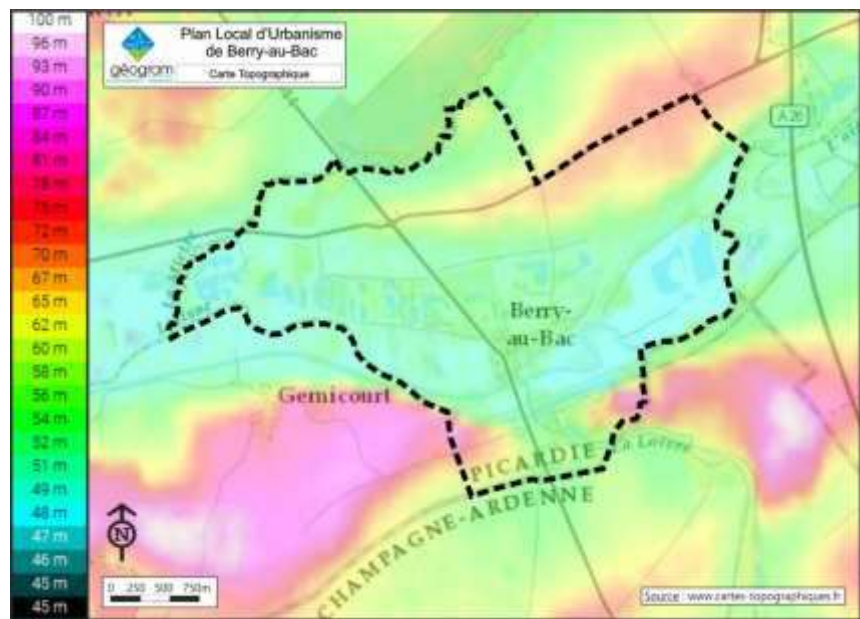 100 m
96 m
93 m
90 m
87 m
84 m
81 m
78 m
75 m
72 m
70 m
67 m
65 m
62 m
60 m
58 m
56 m
54 m
52 m
51 m
49 m
48 m
47 m
46 m
45 m
45 m
géogram
Plan Local d'Urbanisme
de Berry-au-Bac
Carte Topographique
A 26
Berry-
au-Bac
Gernicourt
La Loivre
PICARDIE
CHAMPAGNE-ARDENNE
N
0 250 500 750m
Source : www.cartes-topographiques.fr